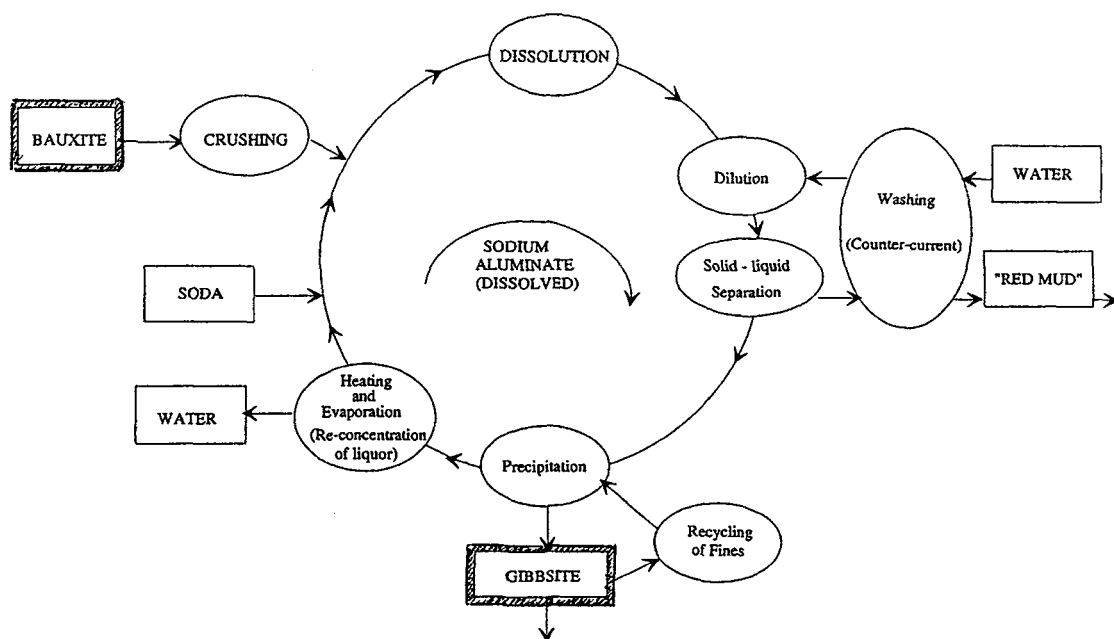 DISSOLUTION
BAUXITE
CRUSHING
Dilution
Washing
(Counter-current)
WATER
SODIUM
ALUMINATE
(DISSOLVED)
Solid - liquid
Separation
"RED MUD"
SODA
Heating
and
Evaporation
(Re-concentration
of liquor)
WATER
Precipitation
Recycling
of Fines
GIBBSITE